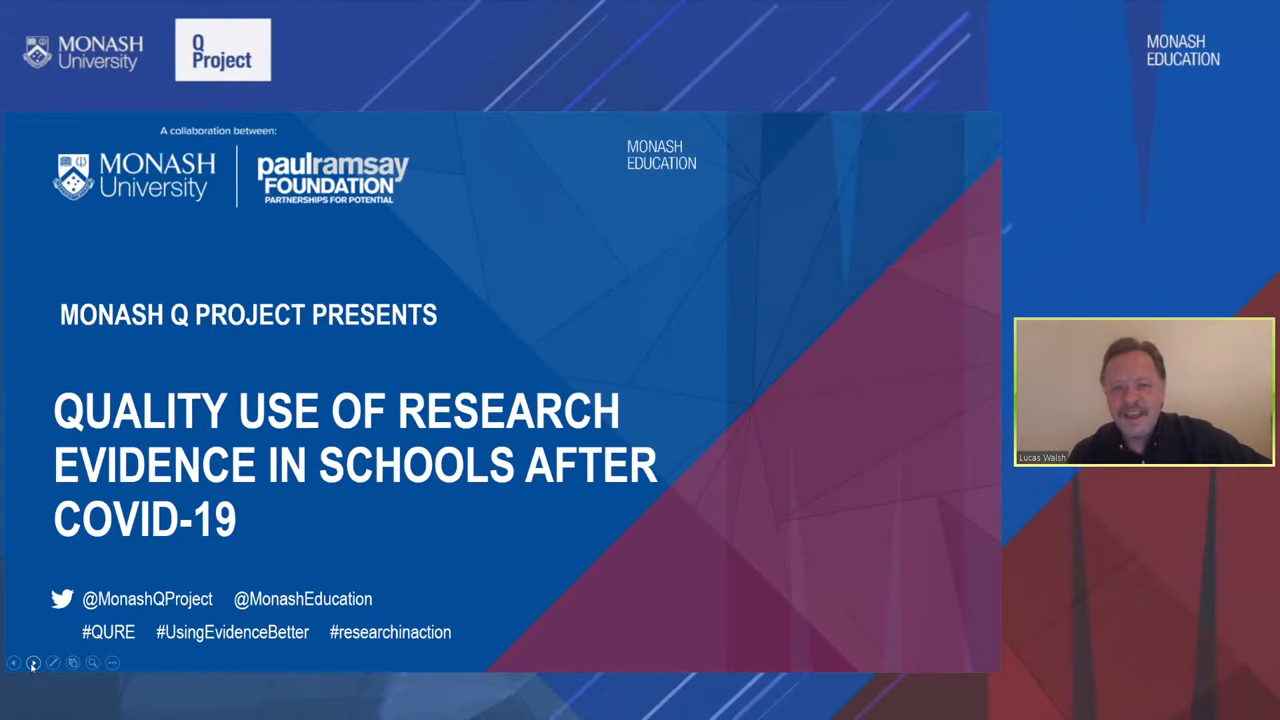 MONASH
University
Q
Project
MONASH
EDUCATION
A collaboration between:
MONASH
University
paulramsay
FOUNDATION
PARTNERSHIPS FOR POTENTIAL
MONASH
EDUCATION
MONASH Q PROJECT PRESENTS
QUALITY USE OF RESEARCH
EVIDENCE IN SCHOOLS AFTER
COVID-19
@MonashQProject @MonashEducation
#QURE #UsingEvidenceBetter #researchinaction
Lucas Walsh